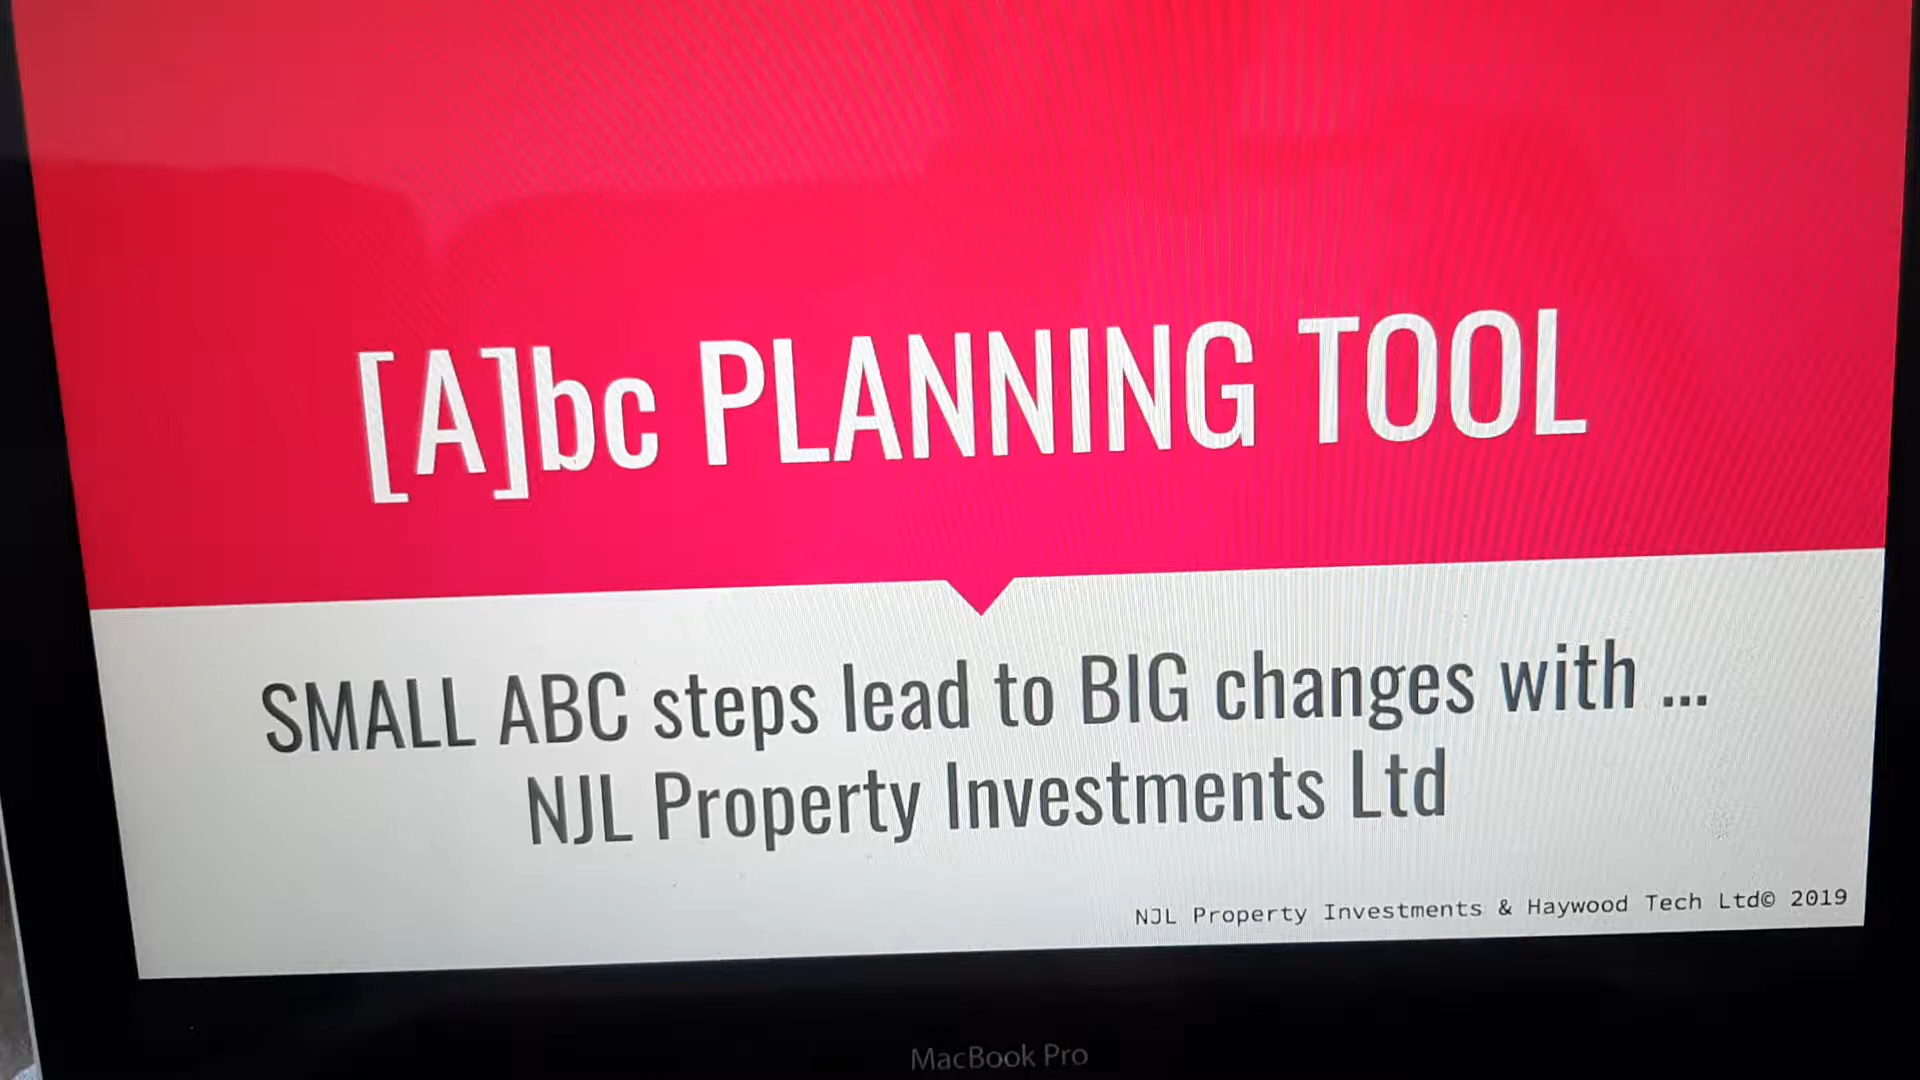 [A]bc PLANNING TOOL
SMALL ABC steps lead to BIG changes with ...
NJL Property Investments Ltd
NJL Property Investments & Haywood Tech Ltd© 2019
MacBook Pro